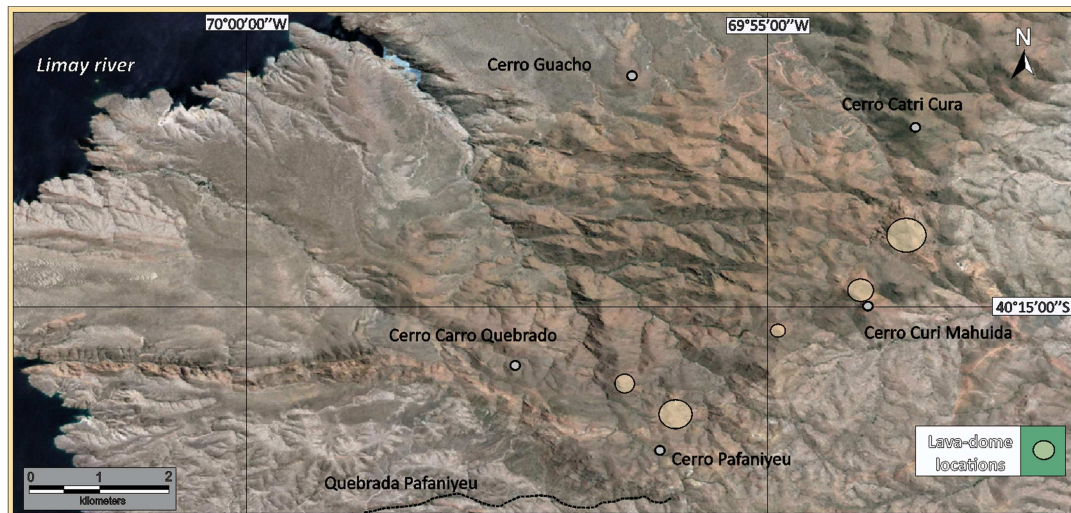 70°00'00''W
69°55'00''W
Limay river
N
Cerro Guacho
Cerro Catri Cura
40°15'00''S
Cerro Carro Quebrado
Cerro Curi Mahuida
Cerro Pafaniyeu
Lava-dome
locations
Quebrada Pafaniyeu
0 1 2
kilometers